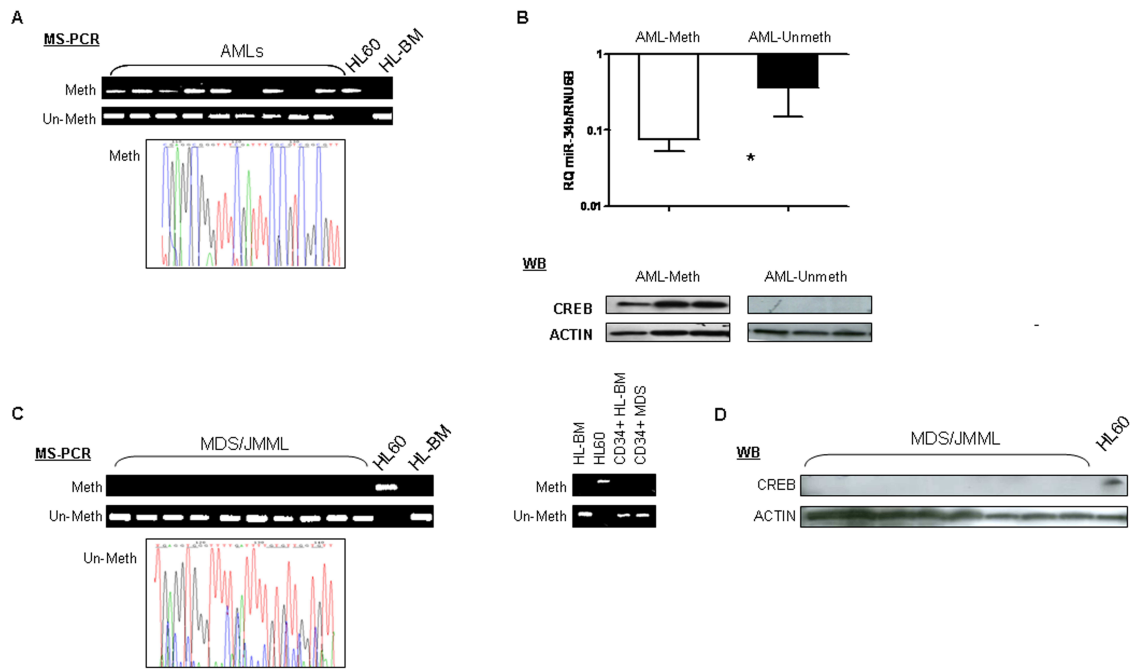 A
MS-PCR
AMLs
HL60
HL-BM
Meth
Un-Meth
Meth
B
AML-Meth
AML-Unmeth
RQ miR-34b/RNU6B
1
0.1
0.01
*
WB
AML-Meth
AML-Unmeth
CREB
ACTIN
C
MS-PCR
MDS/JMML
HL60
HL-BM
Meth
Un-Meth
Un-Meth
HL-BM
HL60
CD34+ HL-BM
CD34+ MDS
Meth
Un-Meth
D
WB
MDS/JMML
HL60
CREB
ACTIN